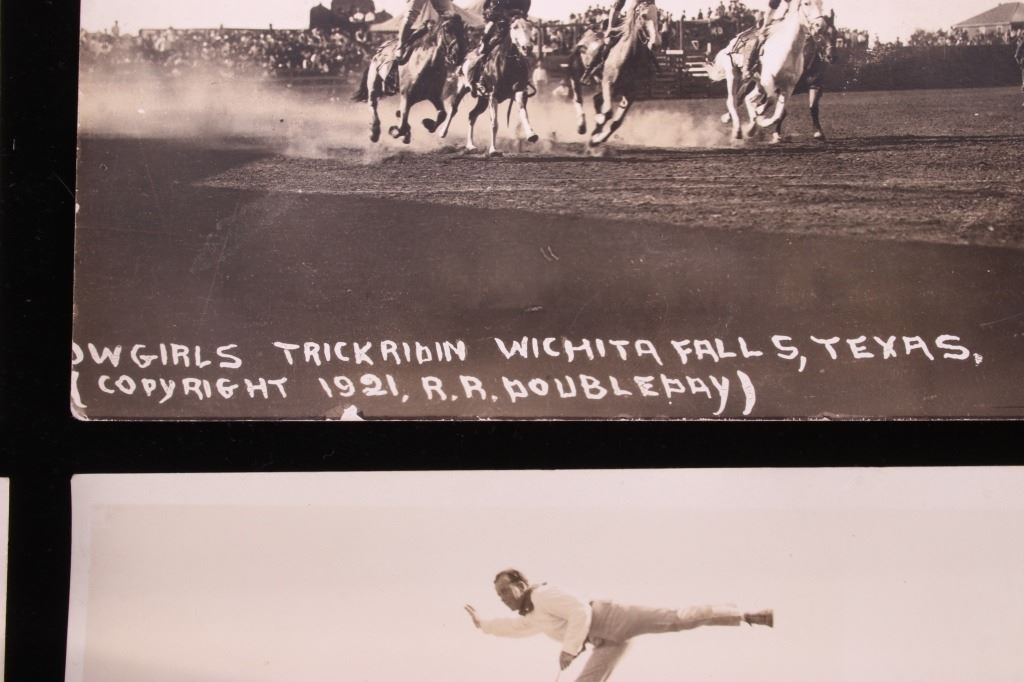 OWGIRLS TRICKRIDIN WICHITA FALLS, TEXAS.
(COPYRIGHT 1921, R.R. DOUBLEDAY)